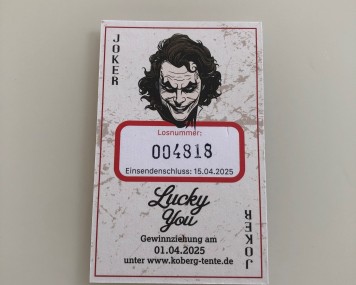 JOKER
Losnummer:
004818
Einsendenschluss: 15.04.2025
Lucky
You
Gewinnziehung am
01.04.2025
unter www.koberg-tente.de
JOKER